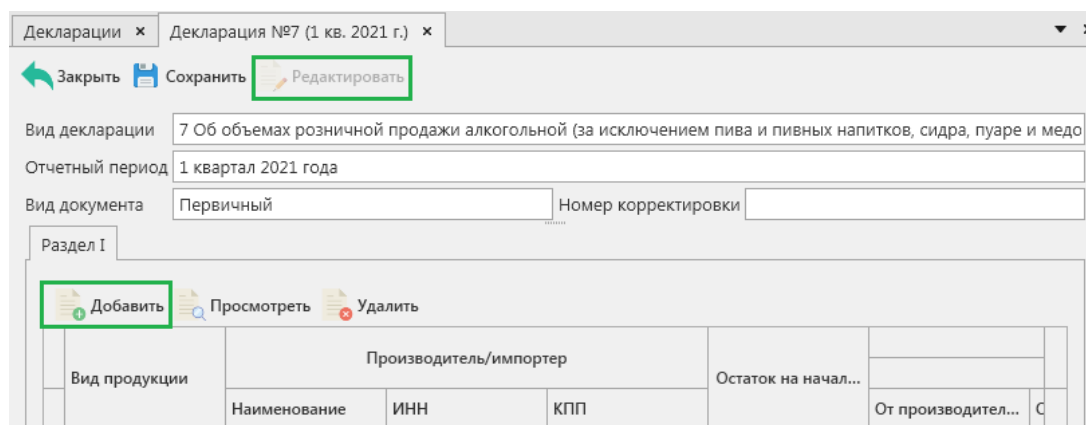 Декларации × Декларация №7 (1 кв. 2021 г.) ×
Закрыть Сохранить Редактировать
Вид декларации 7 Об объемах розничной продажи алкогольной (за исключением пива и пивных напитков, сидра, пуаре и медо
Отчетный период 1 квартал 2021 года
Вид документа Первичный Номер корректировки
Раздел I
Добавить Просмотреть Удалить
Вид продукции Производитель/импортер Остаток на начал...
Наименование ИНН КПП От производител... С